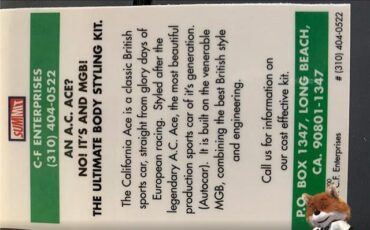 SUMMIT
C-F ENTERPRISES
(310) 404-0522
AN A.C. ACE?
NO! IT'S AND MGB!
THE ULTIMATE BODY STYLING KIT.
The California Ace is a classic British
sports car, straight from glory days of
European racing. Styled after the
legendary A.C. Ace, the most beautiful
production sports car of it's generation.
(Autocar). It is built on the venerable
MGB, combining the best British style
and engineering.
Call us for information on
our cost effective kit.
P.O. BOX 1347, LONG BEACH,
CA. 90801-1347
C.F. Enterprises # (310) 404-0522